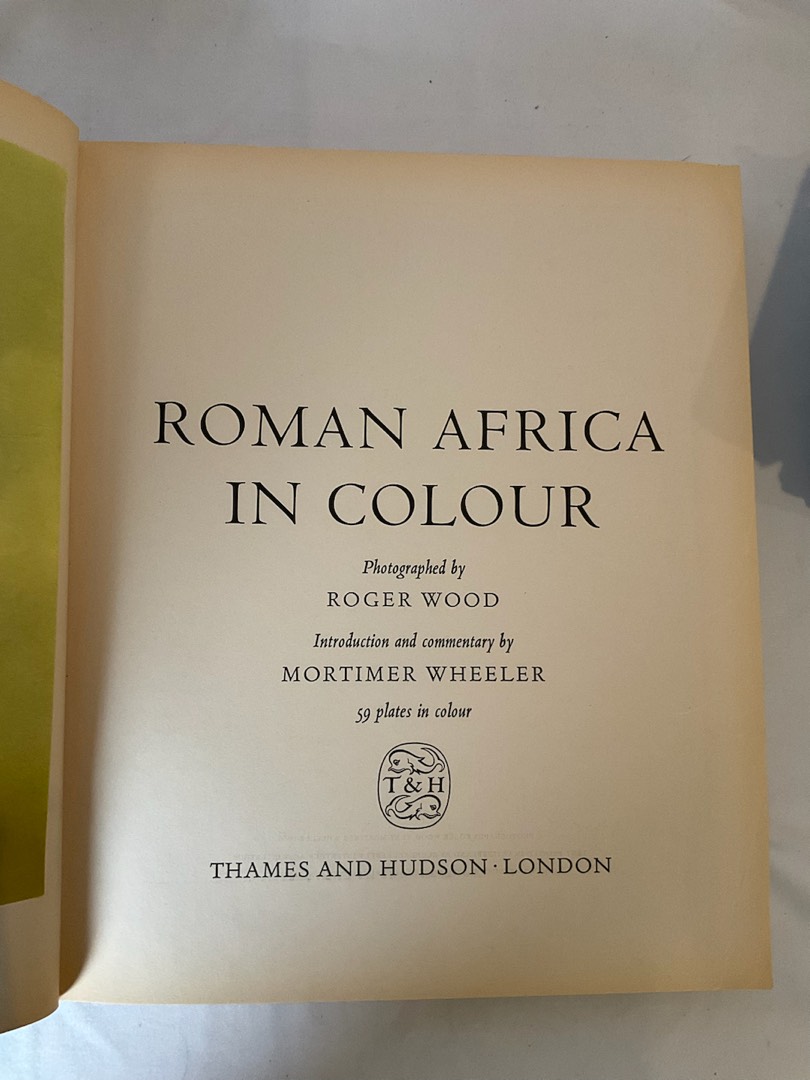 ROMAN AFRICA
IN COLOUR
Photographed by
ROGER WOOD
Introduction and commentary by
MORTIMER WHEELER
59 plates in colour
T & H
THAMES AND HUDSON · LONDON